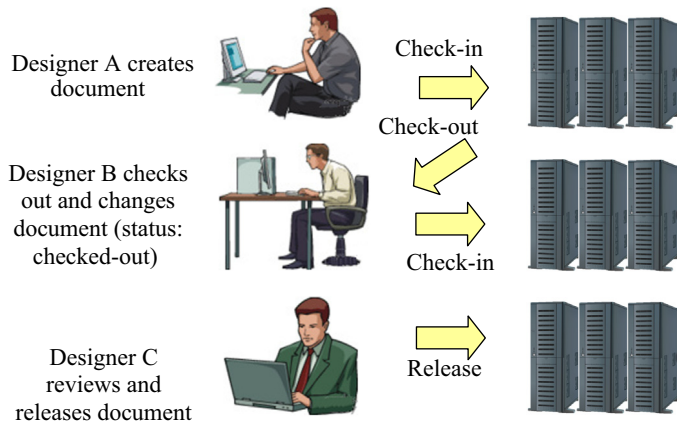 Designer A creates
document
Check-in
Check-out
Designer B checks
out and changes
document (status:
checked-out)
Check-in
Designer C
reviews and
releases document
Release